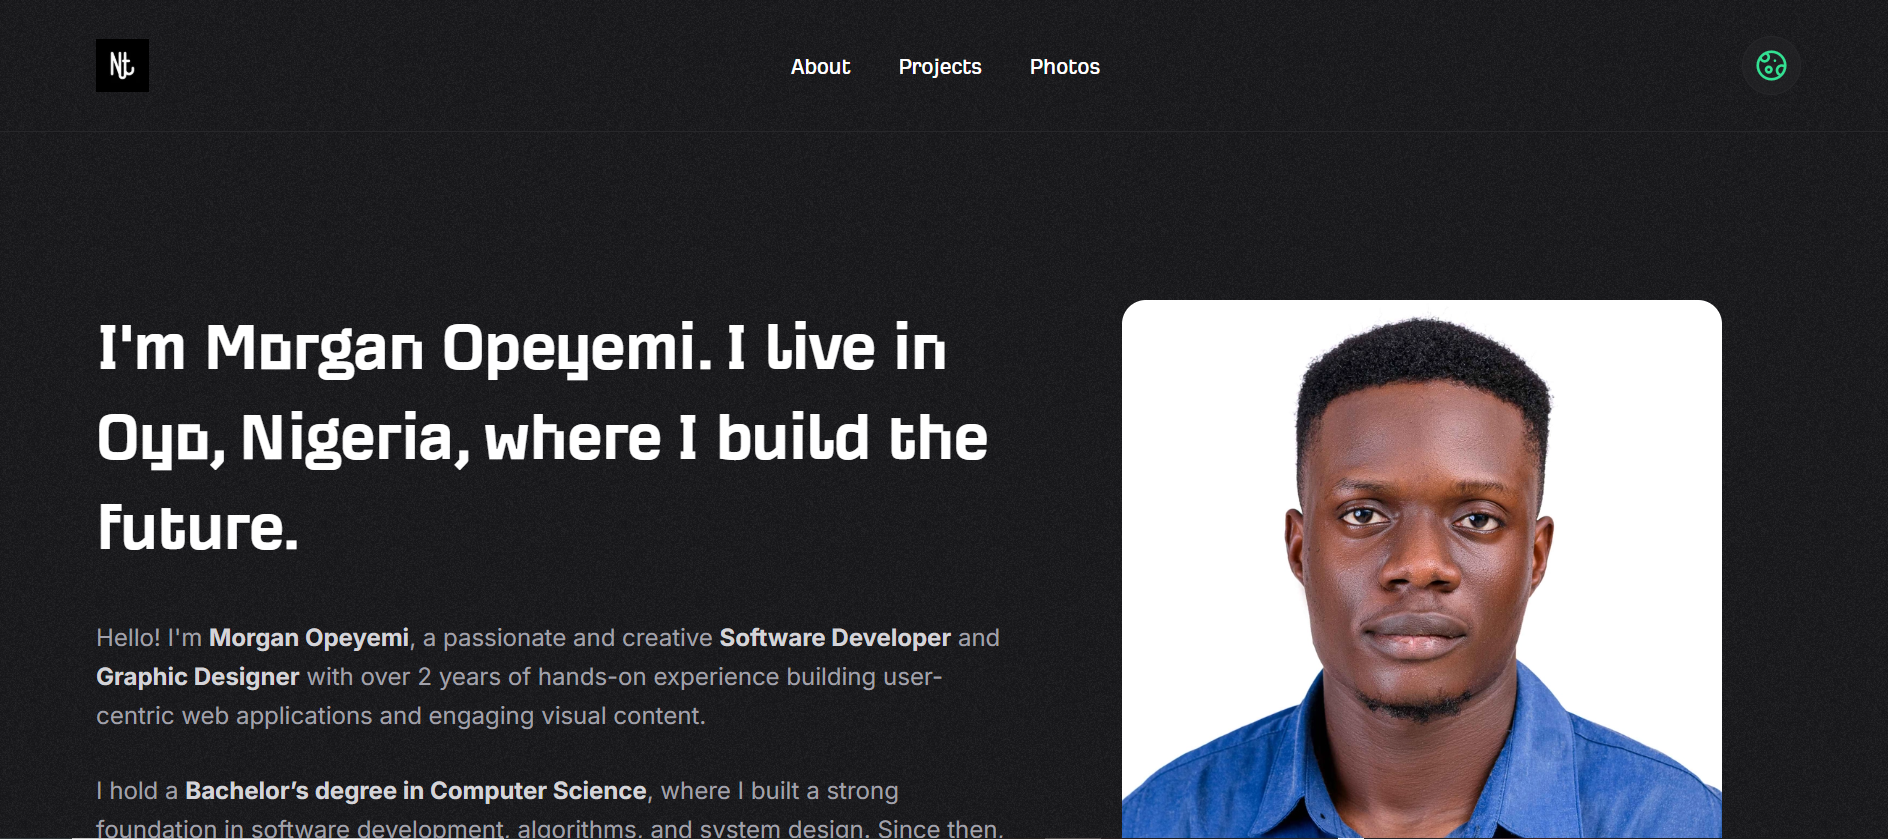 Nt
About Projects Photos
I'm Morgan Opeyemi. I live in
Oyo, Nigeria, where I build the
future.
Hello! I'm Morgan Opeyemi, a passionate and creative Software Developer and
Graphic Designer with over 2 years of hands-on experience building user-
centric web applications and engaging visual content.
I hold a Bachelor’s degree in Computer Science, where I built a strong
foundation in software development, algorithms, and system design. Since then,